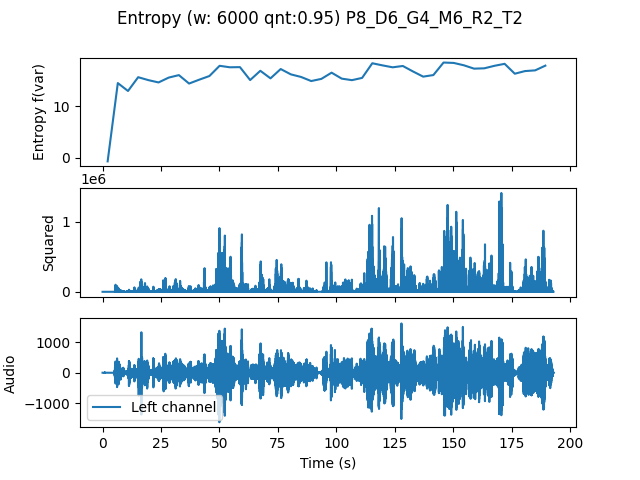 Entropy (w: 6000 qnt:0.95) P8_D6_G4_M6_R2_T2
Entropy f(var)
10
0
1e6
Squared
1
0
Audio
1000
0
−1000
Left channel
0 25 50 75 100 125 150 175 200
Time (s)